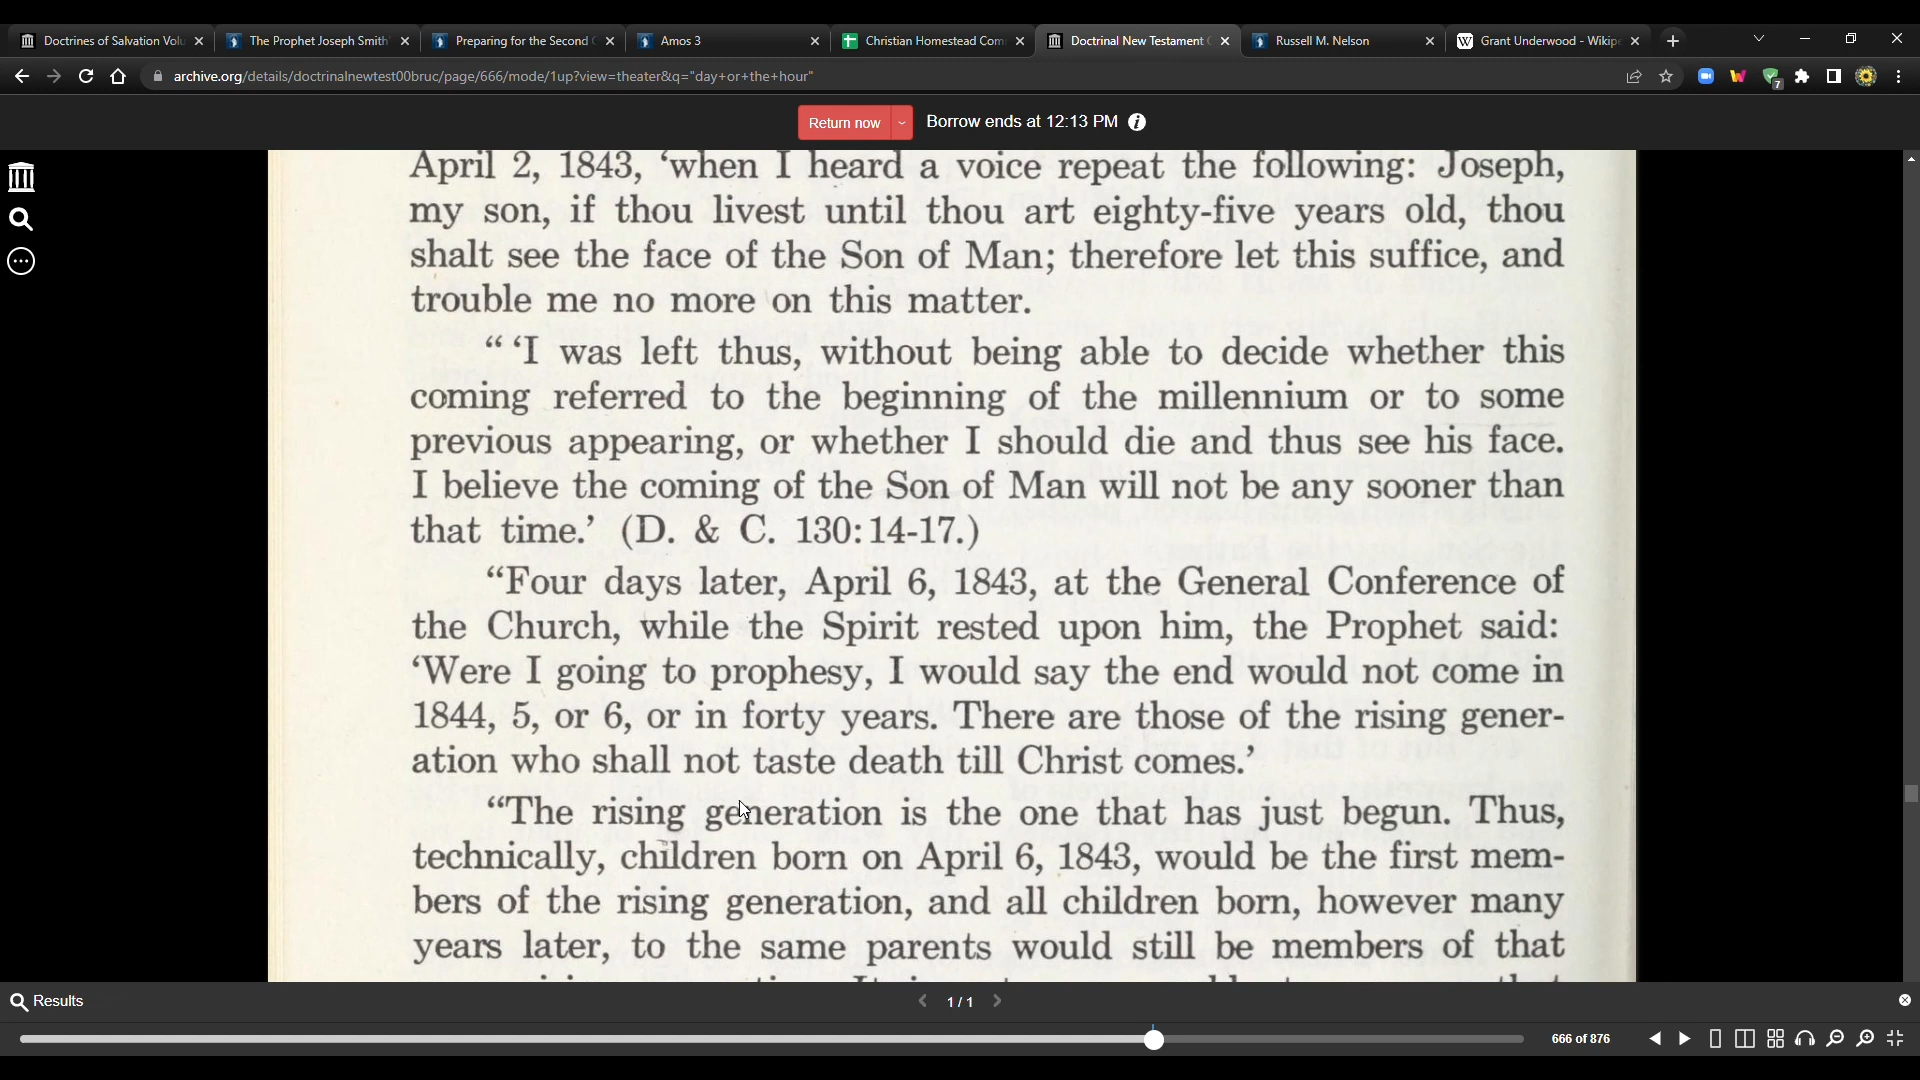 Doctrines of Salvation Volu
The Prophet Joseph Smith'
Preparing for the Second C
Amos 3
Christian Homestead Com
Doctrinal New Testament C
Russell M. Nelson
Grant Underwood - Wikipe
archive.org/details/doctrinalnewtest00bruc/page/666/mode/1up?view=theater&q="day+or+the+hour"
7
Return now
Borrow ends at 12:13 PM
April 2, 1843, ‘when I heard a voice repeat the following: Joseph,
my son, if thou livest until thou art eighty-five years old, thou
shalt see the face of the Son of Man; therefore let this suffice, and
trouble me no more on this matter.
“ ‘I was left thus, without being able to decide whether this
coming referred to the beginning of the millennium or to some
previous appearing, or whether I should die and thus see his face.
I believe the coming of the Son of Man will not be any sooner than
that time.’ (D. & C. 130:14-17.)
“Four days later, April 6, 1843, at the General Conference of
the Church, while the Spirit rested upon him, the Prophet said:
‘Were I going to prophesy, I would say the end would not come in
1844, 5, or 6, or in forty years. There are those of the rising gener-
ation who shall not taste death till Christ comes.’
“The rising generation is the one that has just begun. Thus,
technically, children born on April 6, 1843, would be the first mem-
bers of the rising generation, and all children born, however many
years later, to the same parents would still be members of that
Results
1 / 1
666 of 876